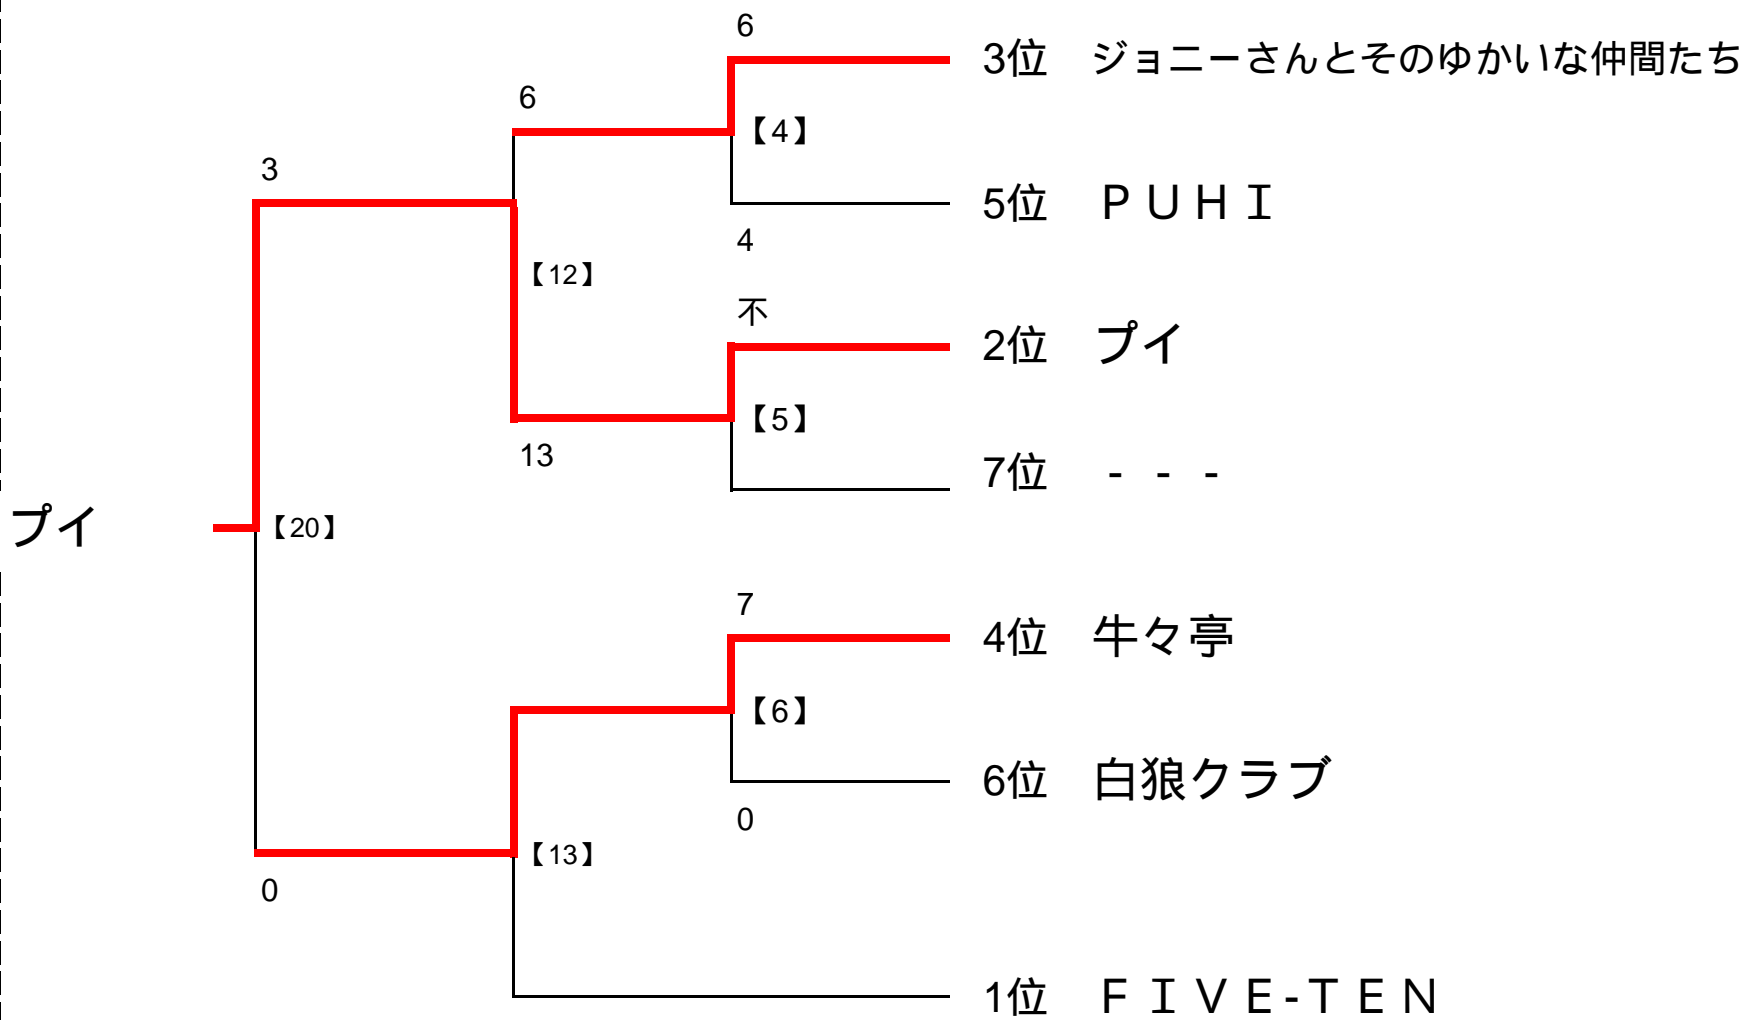 6
3位 ジョニーさんとそのゆかいな仲間たち
6
【4】
3
5位 ＰＵＨＩ
4
【12】
不
2位 プイ
【5】
13
7位 - - -
プイ
【20】
7
4位 牛々亭
【6】
6位 白狼クラブ
0
【13】
0
1位 ＦＩＶＥ-ＴＥＮ